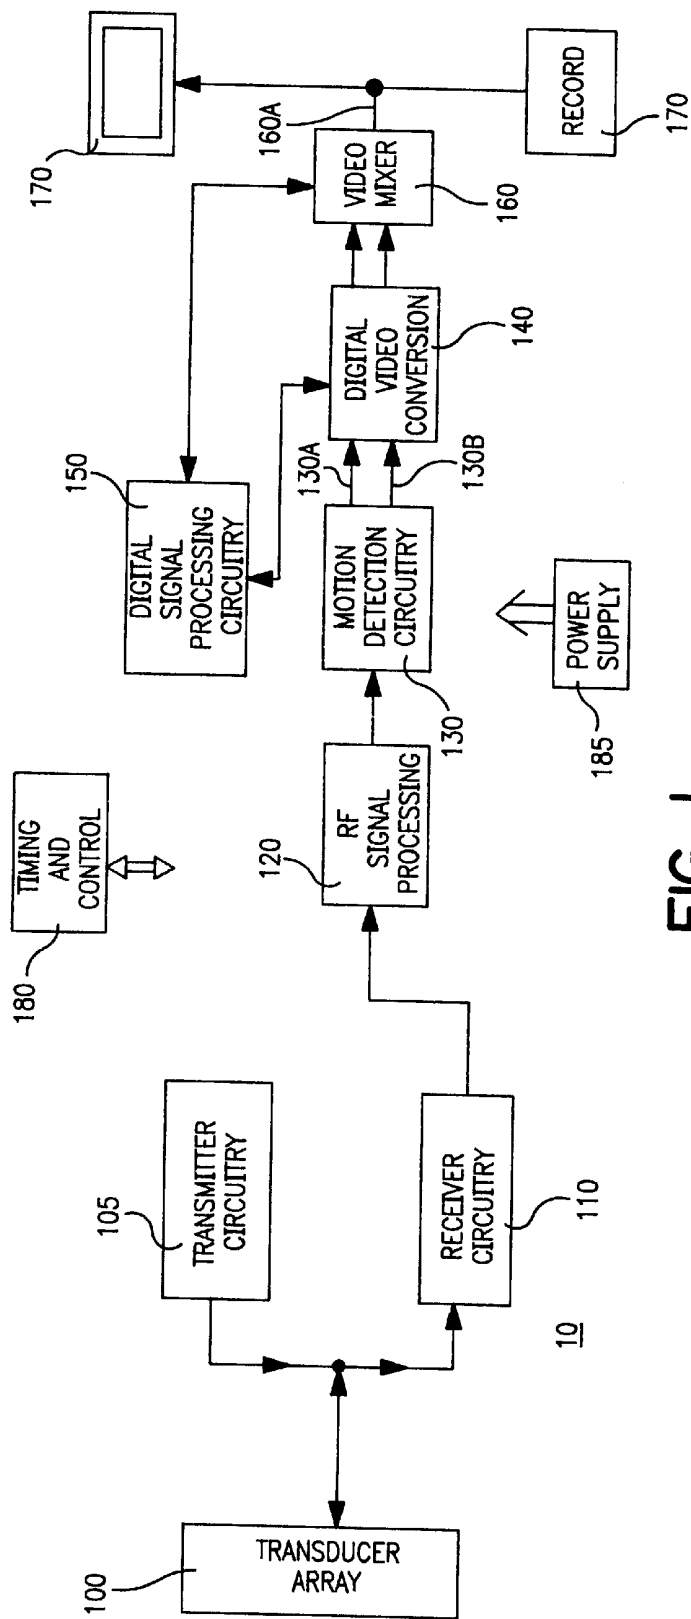 100
TRANSDUCER
ARRAY
105
TRANSMITTER
CIRCUITRY
RECEIVER
CIRCUITRY
110
10
180
TIMING
AND
CONTROL
120
RF
SIGNAL
PROCESSING
MOTION
DETECTION
CIRCUITRY
130
130A
130B
150
DIGITAL
SIGNAL
PROCESSING
CIRCUITRY
DIGITAL
VIDEO
CONVERSION
140
VIDEO
MIXER
160
160A
170
RECORD
170
POWER
SUPPLY
185
FIG. 1